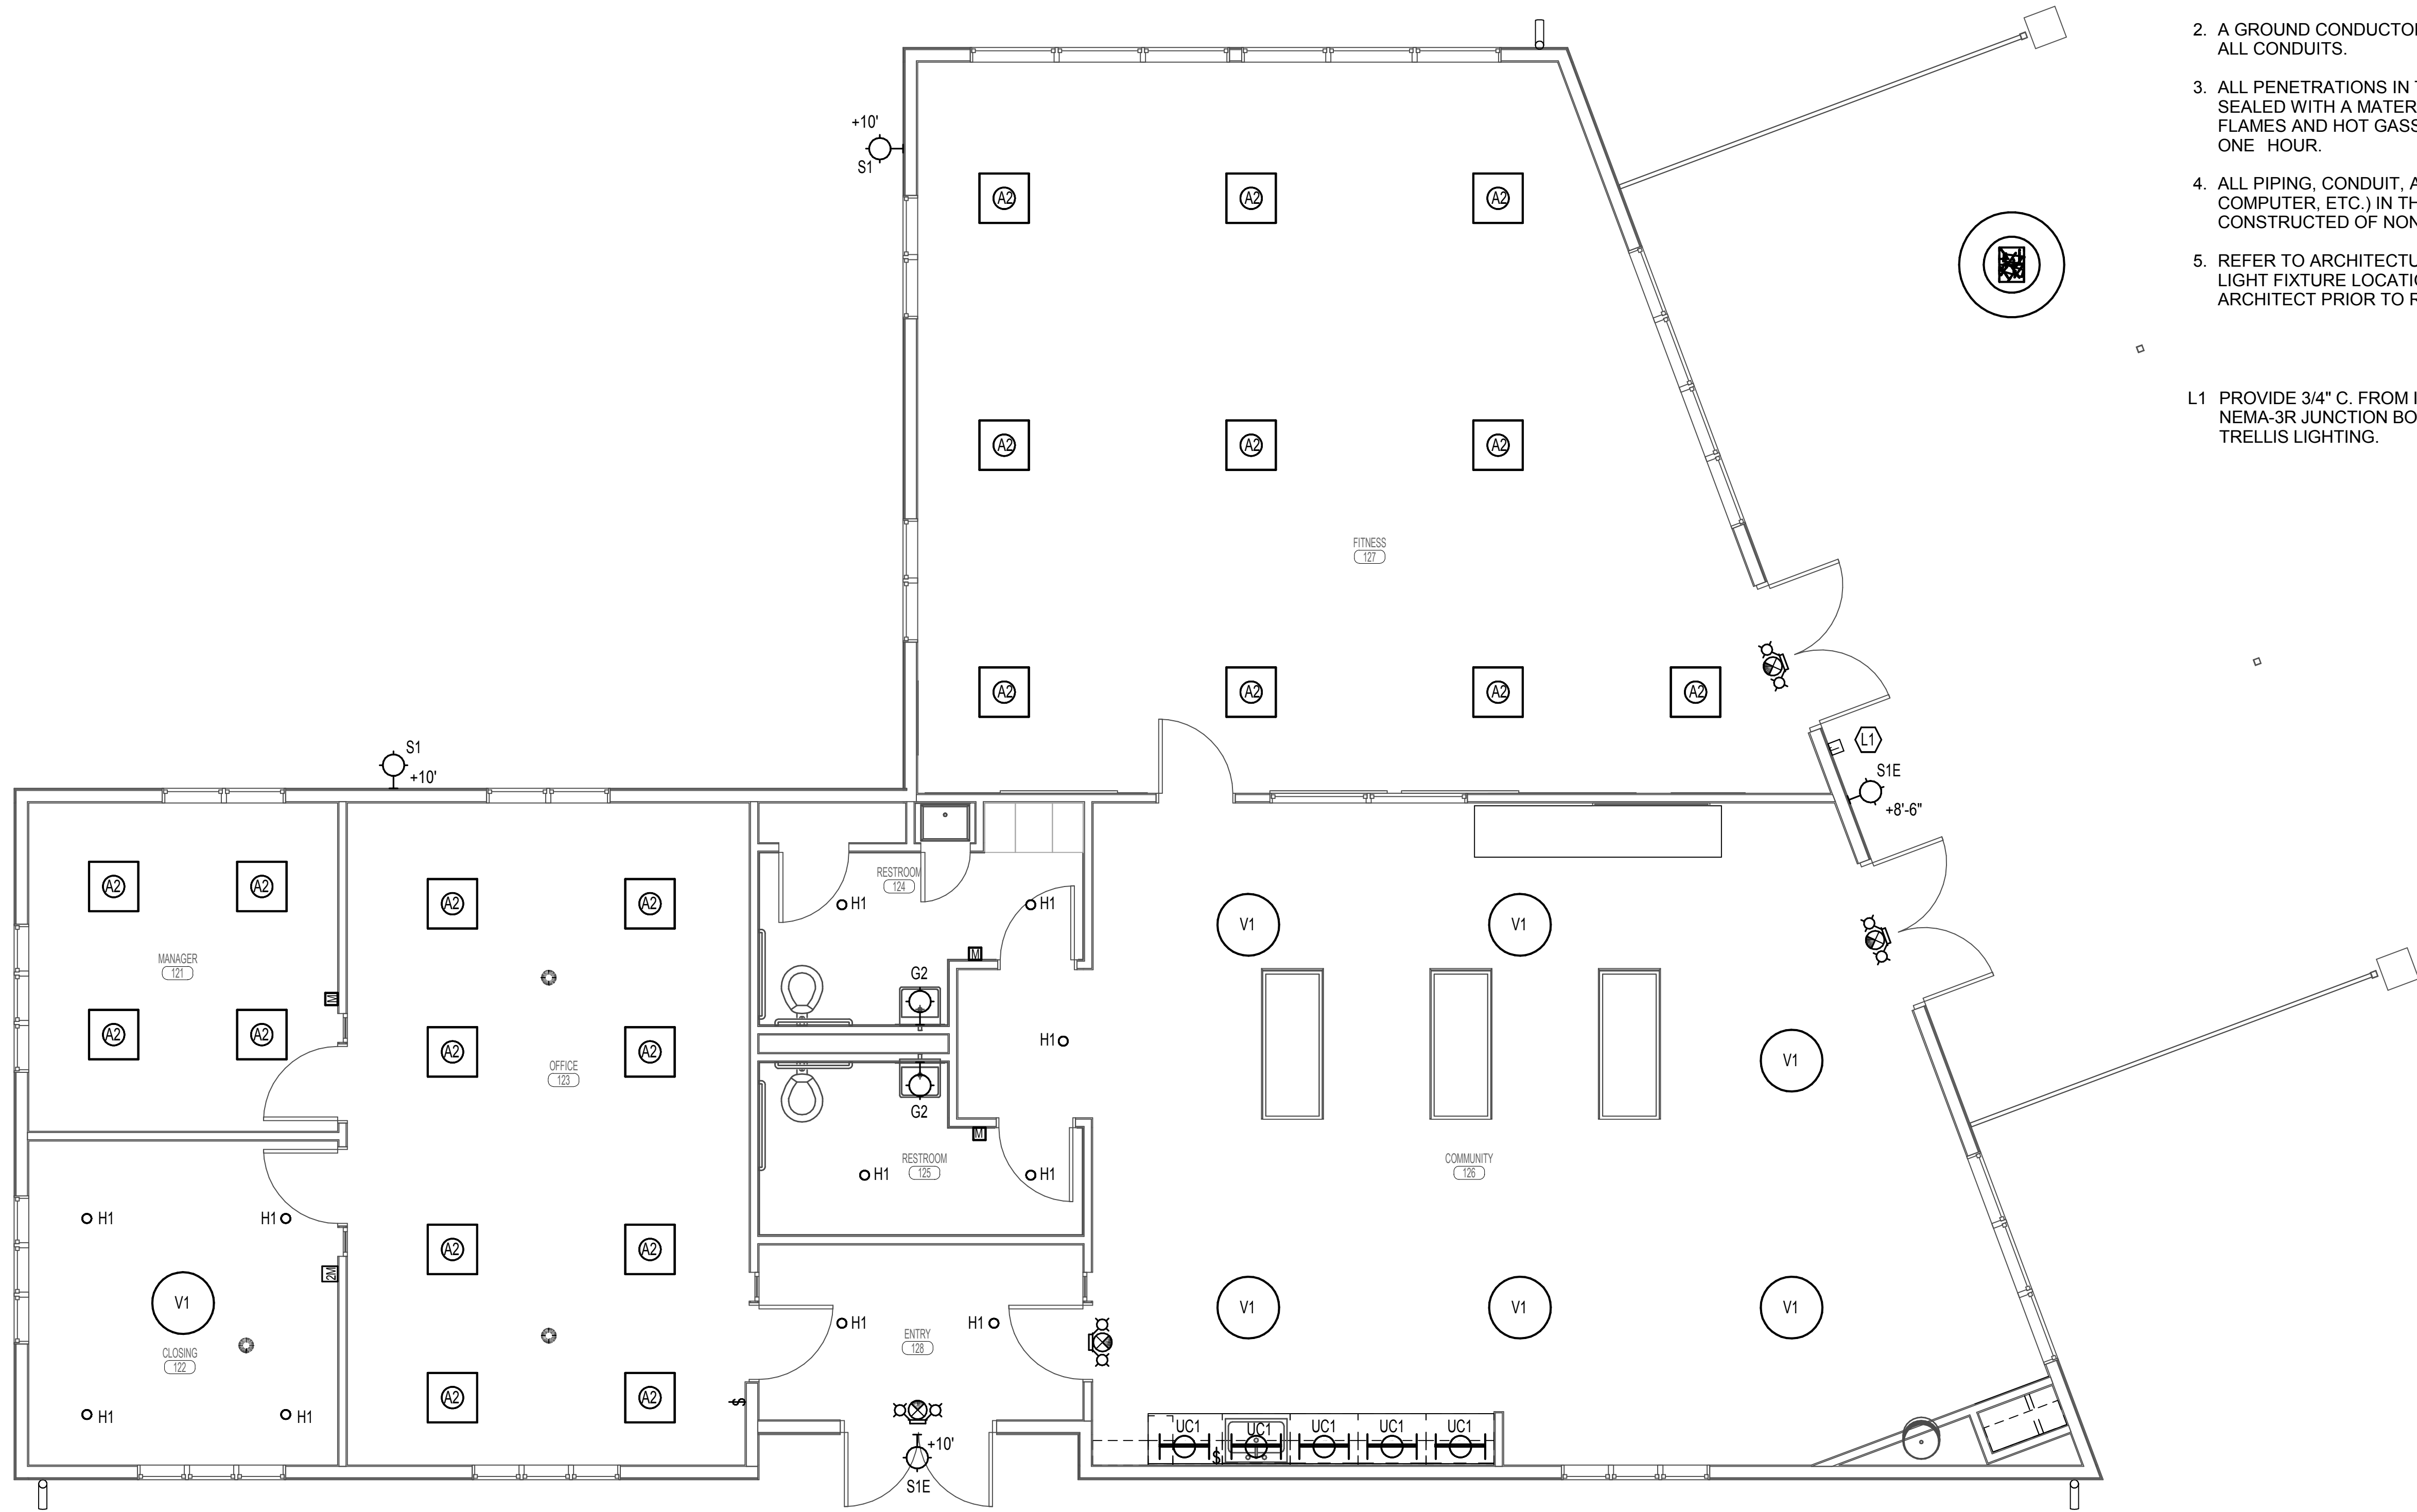 2. A GROUND CONDUCTO
ALL CONDUITS.
3. ALL PENETRATIONS IN
SEALED WITH A MATER
FLAMES AND HOT GASS
ONE HOUR.
4. ALL PIPING, CONDUIT, A
COMPUTER, ETC.) IN TH
CONSTRUCTED OF NON
5. REFER TO ARCHITECTU
LIGHT FIXTURE LOCATI
ARCHITECT PRIOR TO R
L1 PROVIDE 3/4" C. FROM
NEMA-3R JUNCTION BO
TRELLIS LIGHTING.
+10'
S1
A2 A2 A2
A2 A2 A2
FITNESS
127
A2 A2 A2 A2
L1
S1E
+8'-6"
S1
+10'
A2 A2
MANAGER
121
M
A2 A2
A2 A2
A2 A2
OFFICE
123
A2 A2
A2 A2
$
RESTROOM
124
H1 H1
M
G2
H1
G2
M
RESTROOM
125
H1 H1
V1 V1
V1
COMMUNITY
126
V1 V1 V1
H1 H1
2M
V1
CLOSING
122
H1 H1
H1 H1
ENTRY
128
+10'
S1E
UC1 UC1 UC1 UC1 UC1
$